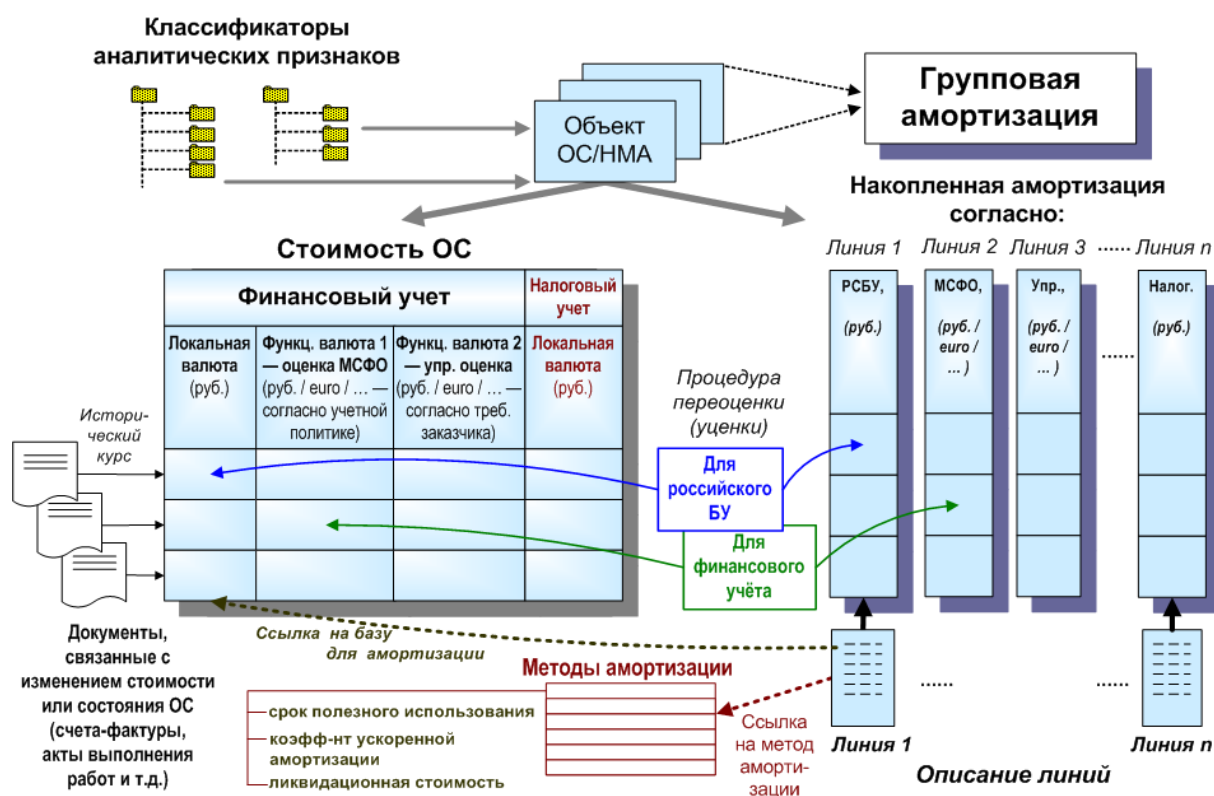 Классификаторы
аналитических признаков
Объект
ОС/НМА
Групповая
амортизация
Накопленная амортизация
согласно:
Линия 1
Линия 2
Линия 3
......
Линия n
РСБУ,
(руб.)
МСФО,
(руб. /
euro /
... )
Упр.,
(руб. /
euro /
... )
......
Налог.
(руб.)
Стоимость ОС
Финансовый учет
Налоговый
учет
Локальная
валюта
(руб.)
Функц. валюта 1
— оценка МСФО
(руб. / euro / ... —
согласно учетной
политике)
Функц. валюта 2
— упр. оценка
(руб. / euro / ... —
согласно треб.
заказчика)
Локальная
валюта
(руб.)
Истори-
ческий
курс
Процедура
переоценки
(уценки)
Для
российского
БУ
Для
финансового
учёта
Документы,
связанные с
изменением стоимости
или состояния ОС
(счета-фактуры,
акты выполнения
работ и т.д.)
Ссылка на базу
для амортизации
Методы амортизации
срок полезного использования
коэфф-нт ускоренной
амортизации
ликвидационная стоимость
Ссылка
на метод
аморти-
зации
......
......
Линия 1
Линия n
Описание линий